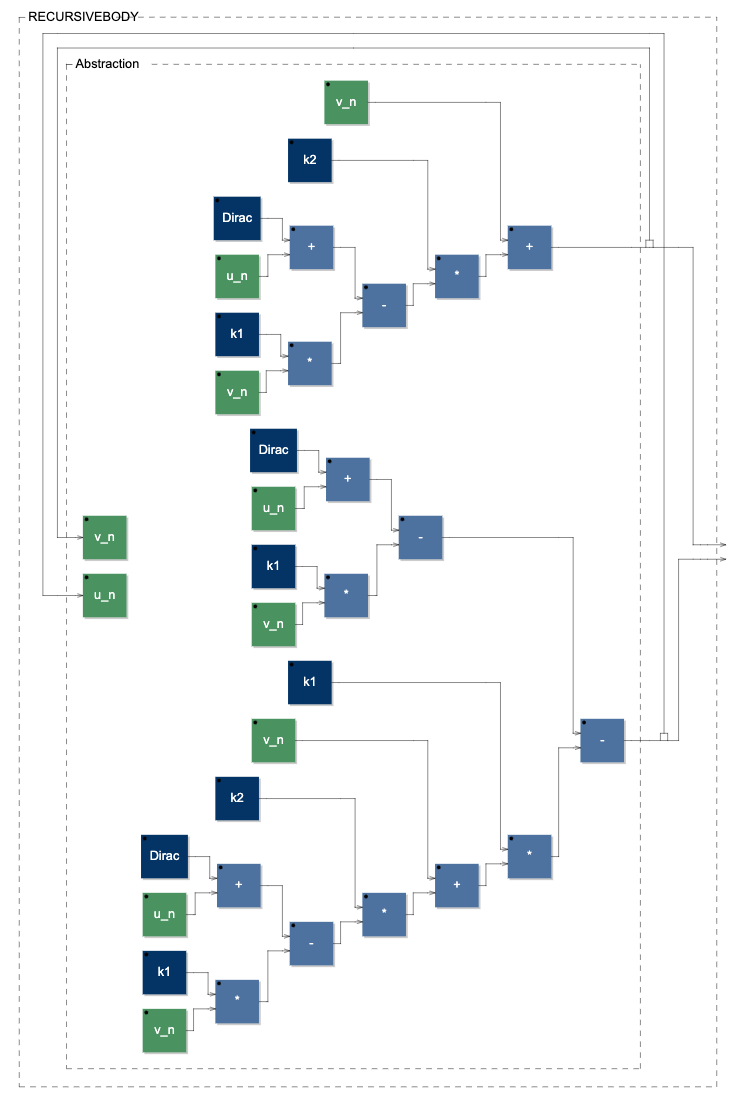 RECURSIVEBODY
Abstraction
v_n
k2
Dirac
+
+
u_n
*
-
k1
*
v_n
Dirac
+
u_n
v_n
-
k1
u_n
*
v_n
k1
v_n
-
k2
Dirac
*
+
+
u_n
*
-
k1
*
v_n